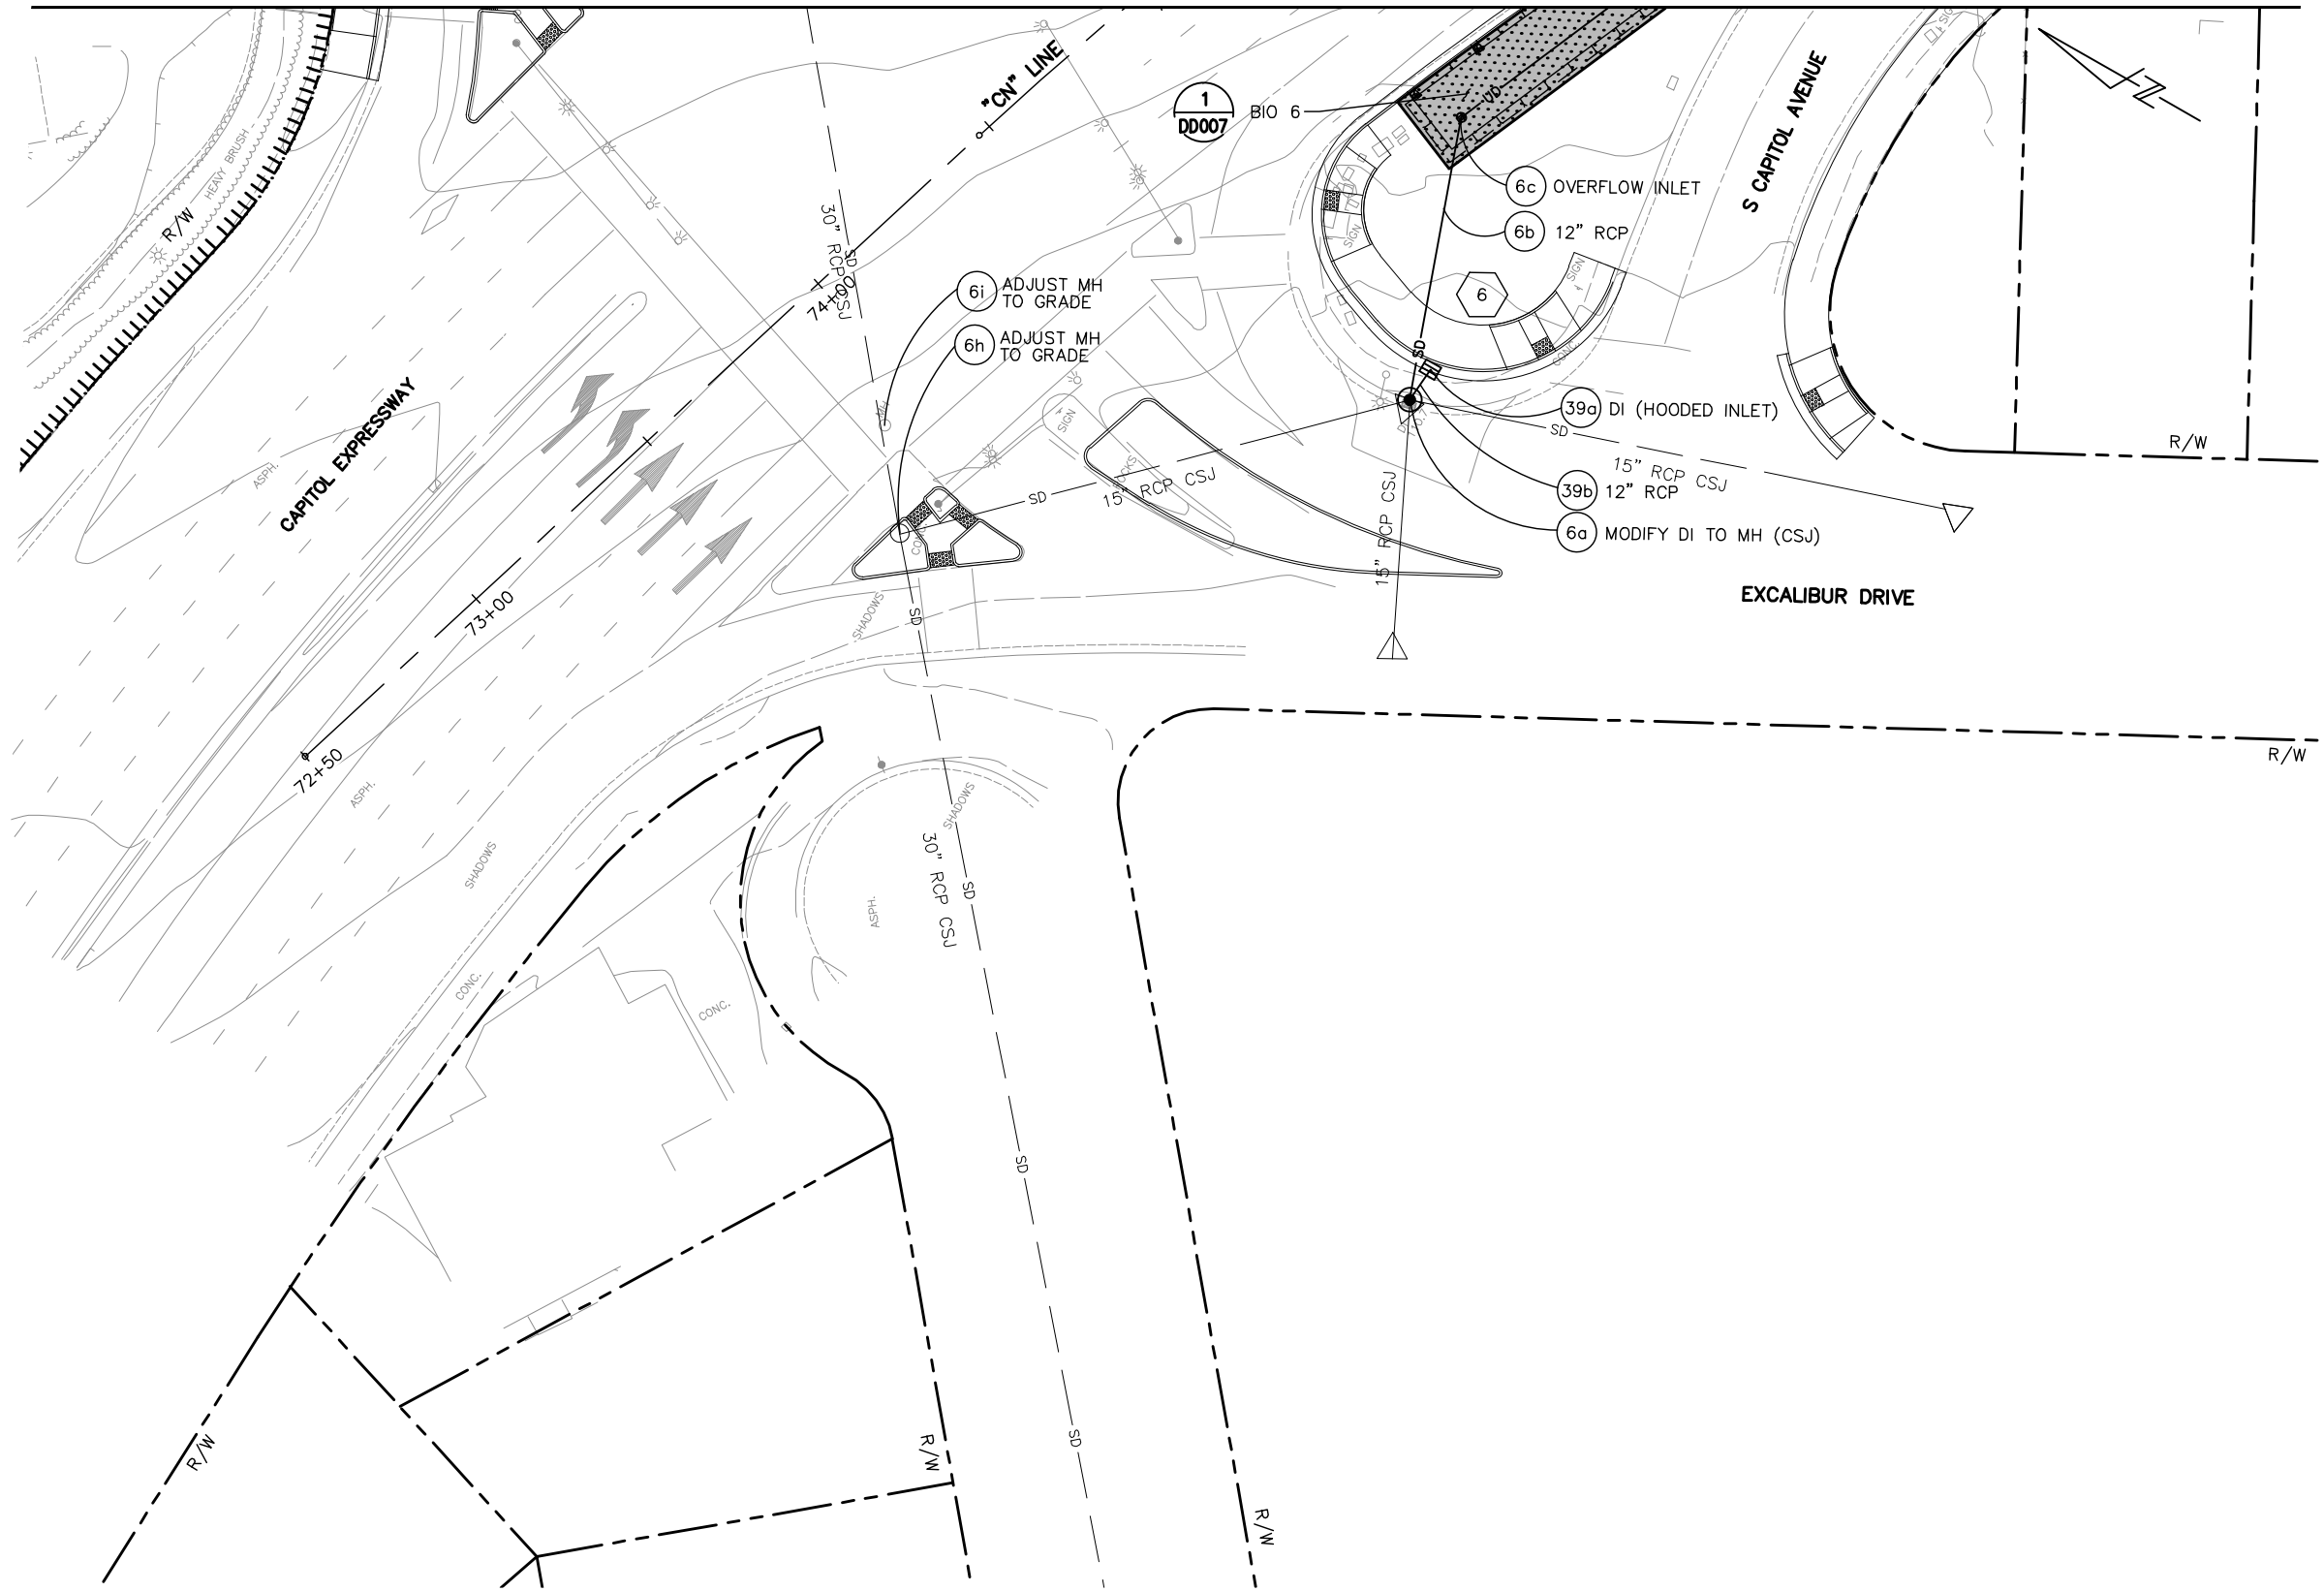 "CN" LINE
1
DD007
BIO 6
UD
S CAPITOL AVENUE
SIGN
N
HEAVY BRUSH
R/W
30" RCP CSJ
SD
74+00
6c OVERFLOW INLET
6b 12" RCP
SIGN
SIGN
6
6i ADJUST MH
TO GRADE
6h ADJUST MH
TO GRADE
MH
SD
CONC.
39a DI (HOODED INLET)
SIGN
SD
R/W
CAPITOL EXPRESSWAY
ASPH.
15" RCP CSJ
SD
15" RCP CSJ
39b 12" RCP
6a MODIFY DI TO MH (CSJ)
15" RCP CSJ
73+00
SHADOWS
SD
EXCALIBUR DRIVE
72+50
ASPH.
R/W
SHADOWS
SHADOWS
30" RCP CSJ
SD
ASPH.
CONC.
CONC.
SD
SD
R/W
R/W
R/W